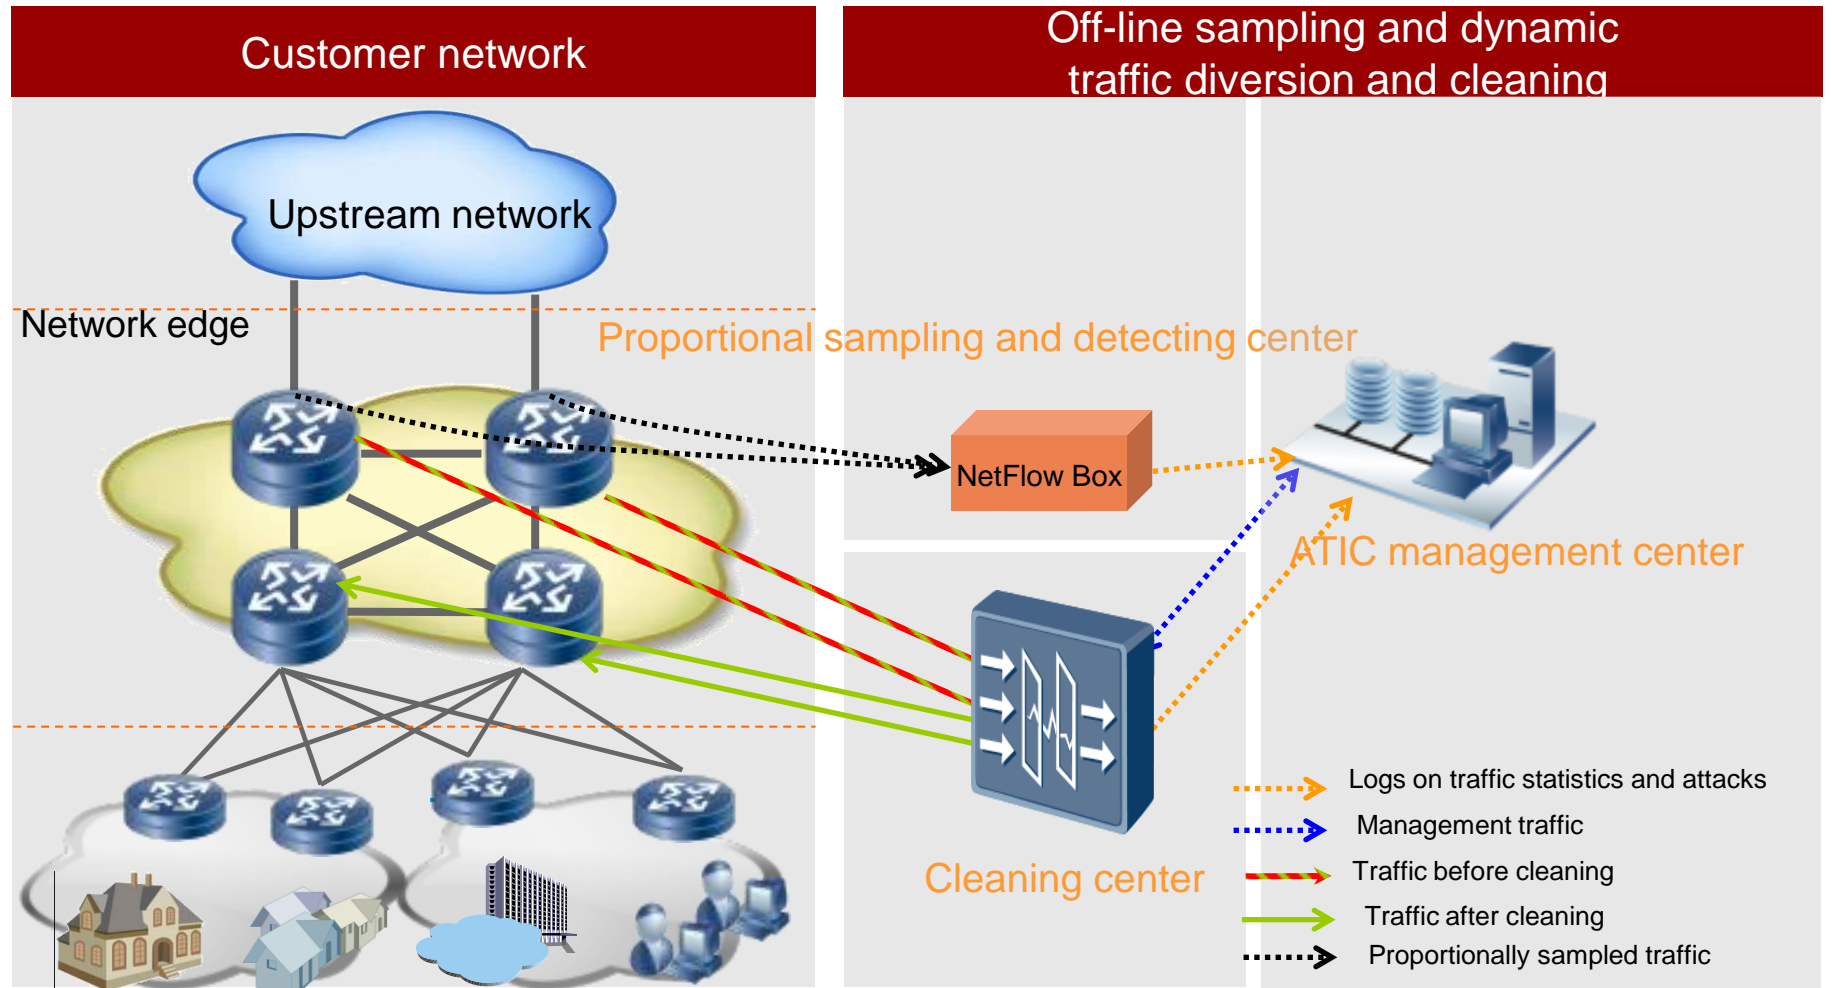 Customer network
Off-line sampling and dynamic
traffic diversion and cleaning
Upstream network
Network edge
Proportional sampling and detecting center
NetFlow Box
ATIC management center
Cleaning center
Logs on traffic statistics and attacks
Management traffic
Traffic before cleaning
Traffic after cleaning
Proportionally sampled traffic